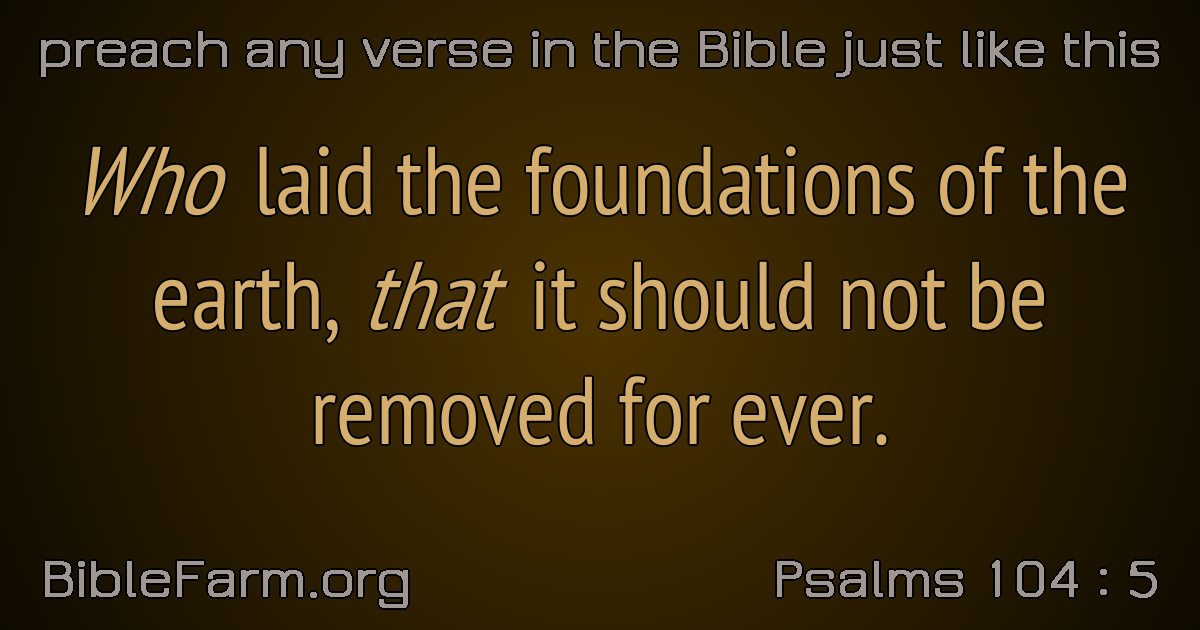 preach any verse in the Bible just like this
Who laid the foundations of the
earth, that it should not be
removed for ever.
BibleFarm.org
Psalms 104 : 5